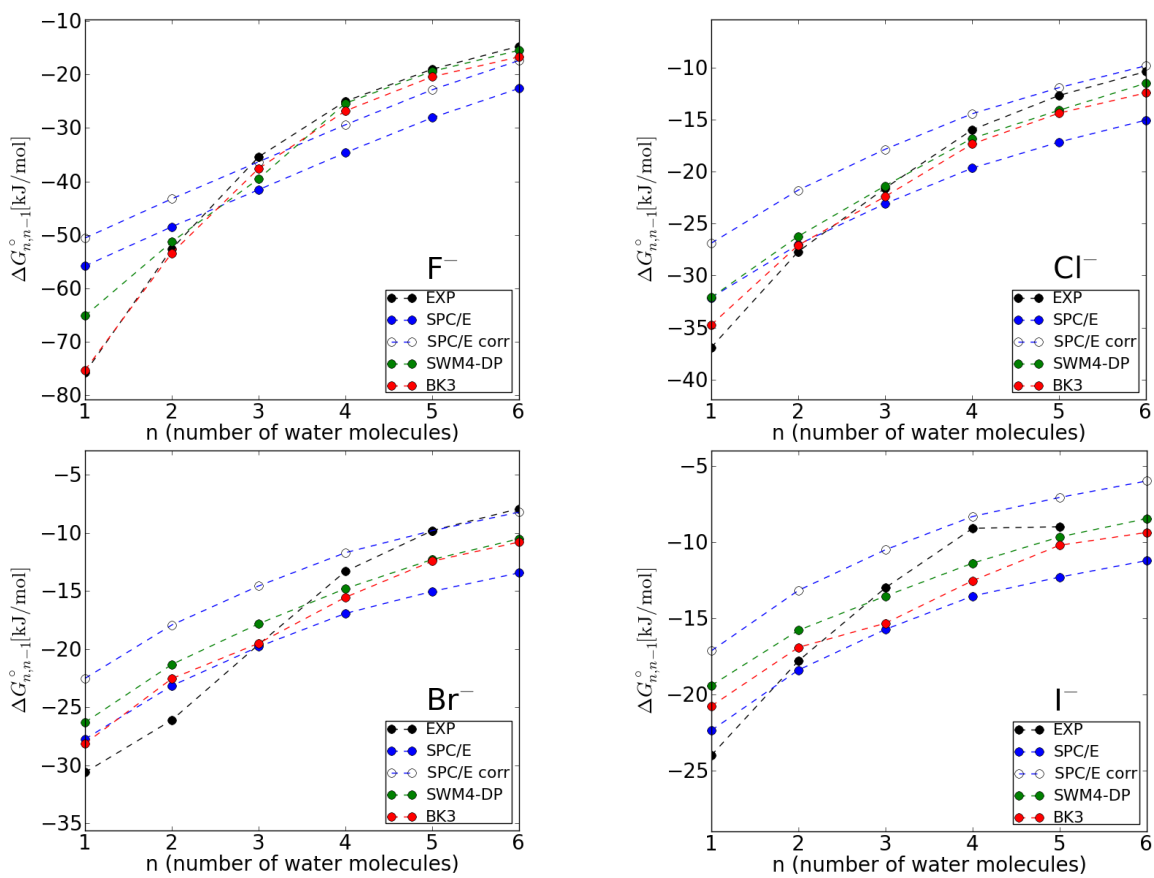 −10
−20
−30
−40
−50
−60
−70
−80
ΔG°n,n−1[kJ/mol]
F−
EXP
SPC/E
SPC/E corr
SWM4-DP
BK3
1 2 3 4 5 6
n (number of water molecules)
−10
−15
−20
−25
−30
−35
−40
ΔG°n,n−1[kJ/mol]
Cl−
EXP
SPC/E
SPC/E corr
SWM4-DP
BK3
1 2 3 4 5 6
n (number of water molecules)
−5
−10
−15
−20
−25
−30
−35
ΔG°n,n−1[kJ/mol]
Br−
EXP
SPC/E
SPC/E corr
SWM4-DP
BK3
1 2 3 4 5 6
n (number of water molecules)
−5
−10
−15
−20
−25
ΔG°n,n−1[kJ/mol]
I−
EXP
SPC/E
SPC/E corr
SWM4-DP
BK3
1 2 3 4 5 6
n (number of water molecules)